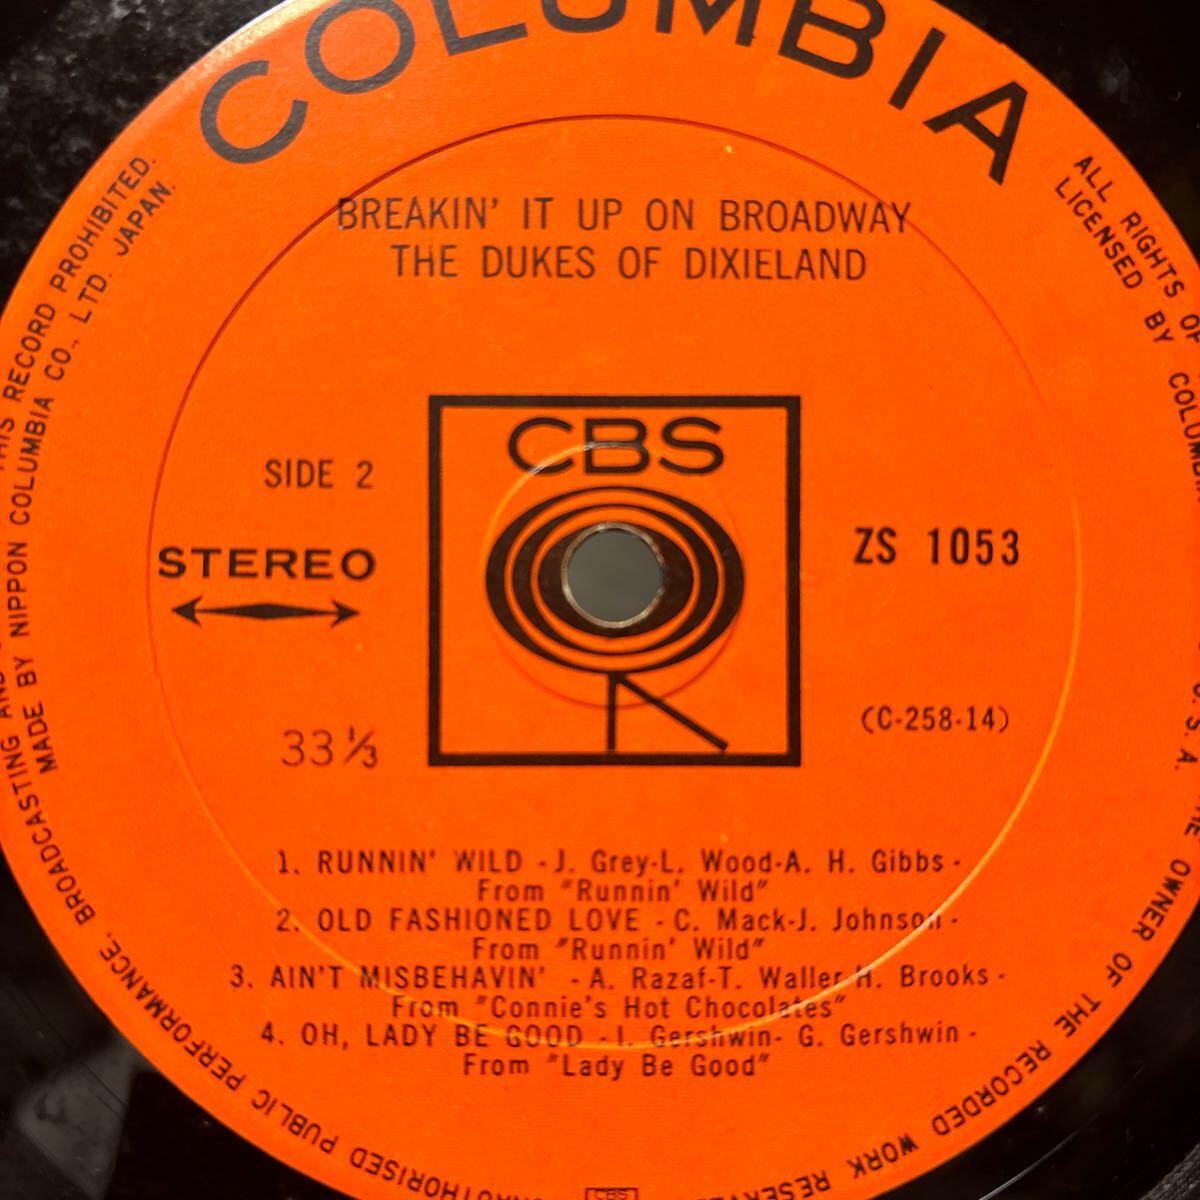 COLUMBIA
BREAKIN' IT UP ON BROADWAY
THE DUKES OF DIXIELAND
CBS
SIDE 2
STEREO
ZS 1053
33 1/3
(C-258-14)
1. RUNNIN' WILD - J. Grey-L. Wood-A. H. Gibbs -
From "Runnin' Wild"
2. OLD FASHIONED LOVE - C. Mack-J. Johnson -
From "Runnin' Wild"
3. AIN'T MISBEHAVIN' - A. Razaf-T. Waller H. Brooks -
From "Connie's Hot Chocolates"
4. OH, LADY BE GOOD - I. Gershwin- G. Gershwin -
From "Lady Be Good"
ALL RIGHTS OF THE OWNER OF THE RECORDED WORK
PUBLIC PERFORMANCE, BROADCASTING AND THIS RECORD PROHIBITED.
MADE BY NIPPON COLUMBIA CO., LTD. JAPAN.
LICENSED BY U.S.A.
CBS